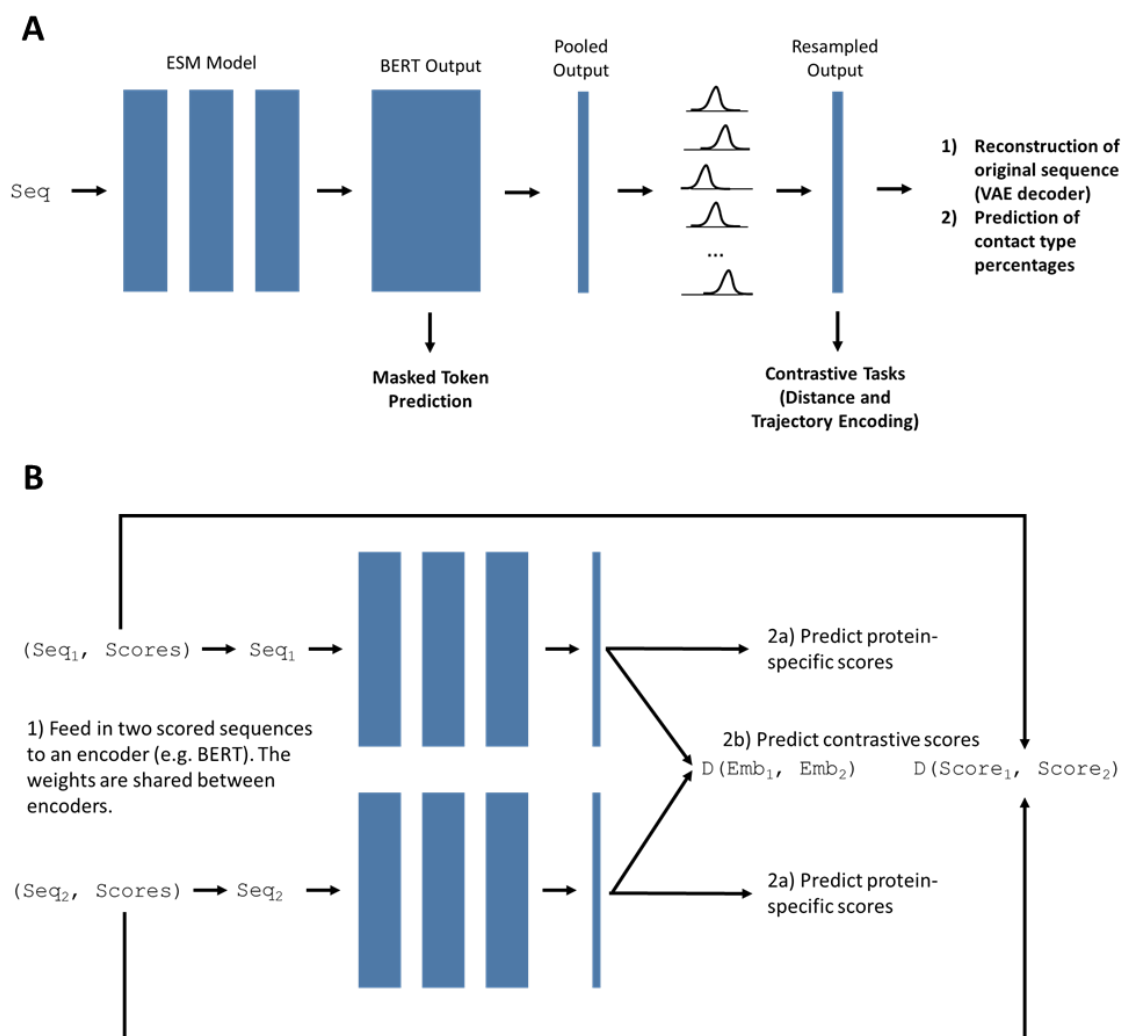 A
ESM Model
BERT Output
Pooled
Output
Resampled
Output
Seq
...
1) Reconstruction of
original sequence
(VAE decoder)
2) Prediction of
contact type
percentages
Masked Token
Prediction
Contrastive Tasks
(Distance and
Trajectory Encoding)
B
(Seq₁, Scores)
Seq₁
2a) Predict protein-
specific scores
1) Feed in two scored sequences
to an encoder (e.g. BERT). The
weights are shared between
encoders.
2b) Predict contrastive scores
D(Emb₁, Emb₂)
D(Score₁, Score₂)
(Seq₂, Scores)
Seq₂
2a) Predict protein-
specific scores